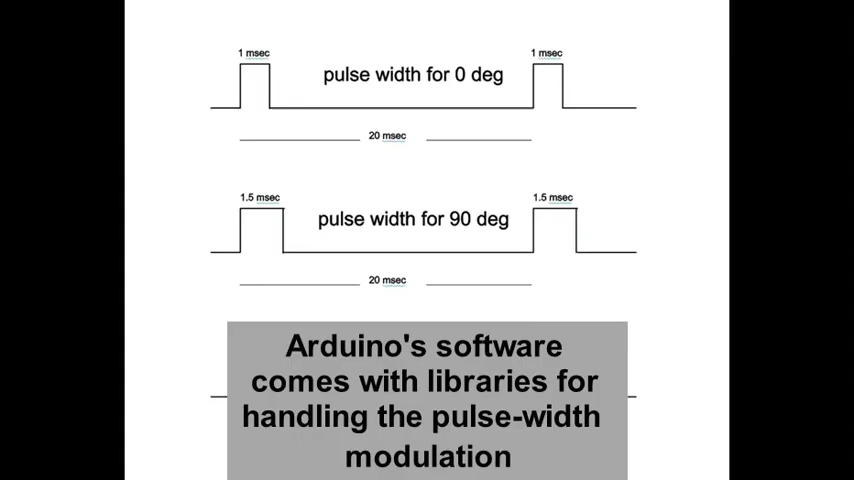 1 msec 1 msec
pulse width for 0 deg
20 msec
1.5 msec 1.5 msec
pulse width for 90 deg
20 msec
Arduino's software
comes with libraries for
handling the pulse-width
modulation